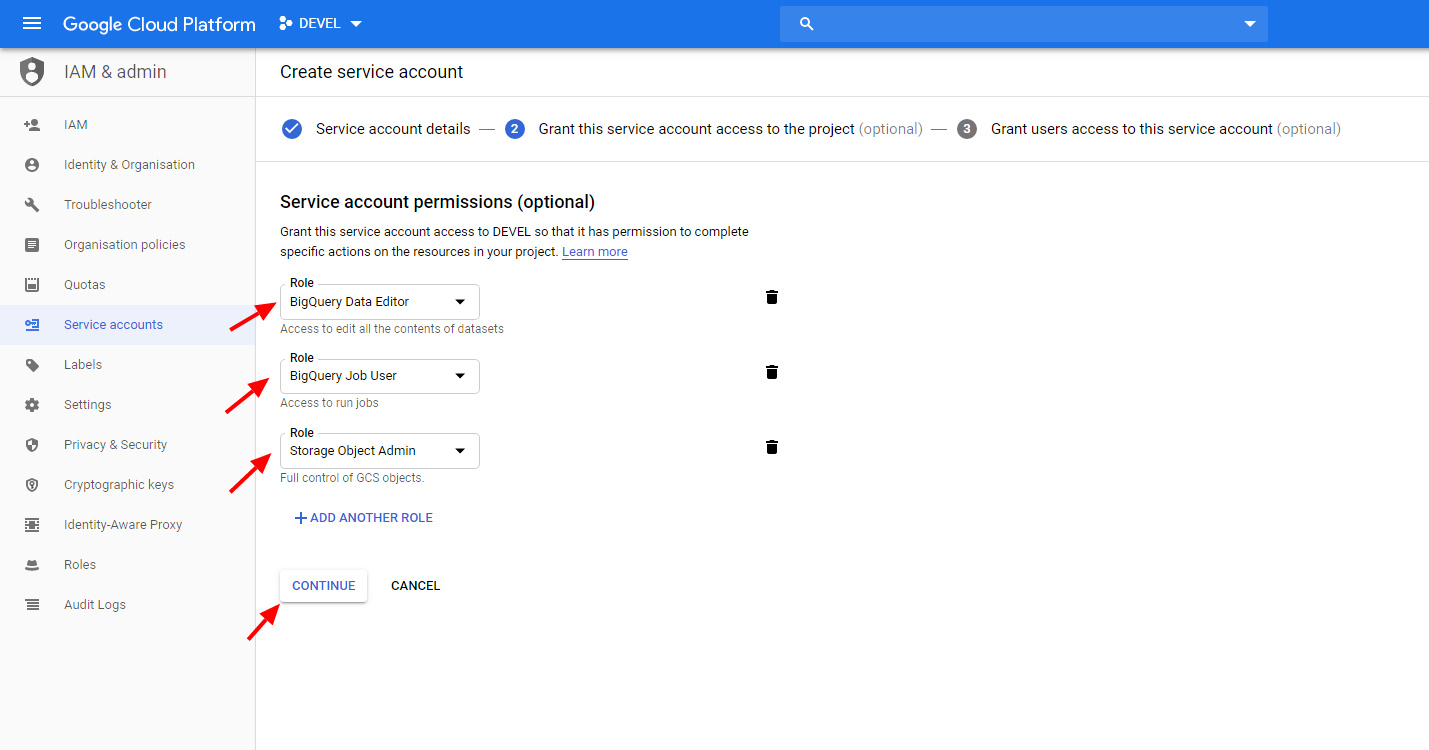 Google Cloud Platform
DEVEL
IAM & admin
Create service account
IAM
Identity & Organisation
Troubleshooter
Organisation policies
Quotas
Service accounts
Labels
Settings
Privacy & Security
Cryptographic keys
Identity-Aware Proxy
Roles
Audit Logs
Service account details — 2 Grant this service account access to the project (optional) — 3 Grant users access to this service account (optional)
Service account permissions (optional)
Grant this service account access to DEVEL so that it has permission to complete
specific actions on the resources in your project. Learn more
Role
BigQuery Data Editor
Access to edit all the contents of datasets
Role
BigQuery Job User
Access to run jobs
Role
Storage Object Admin
Full control of GCS objects.
ADD ANOTHER ROLE
CONTINUE
CANCEL